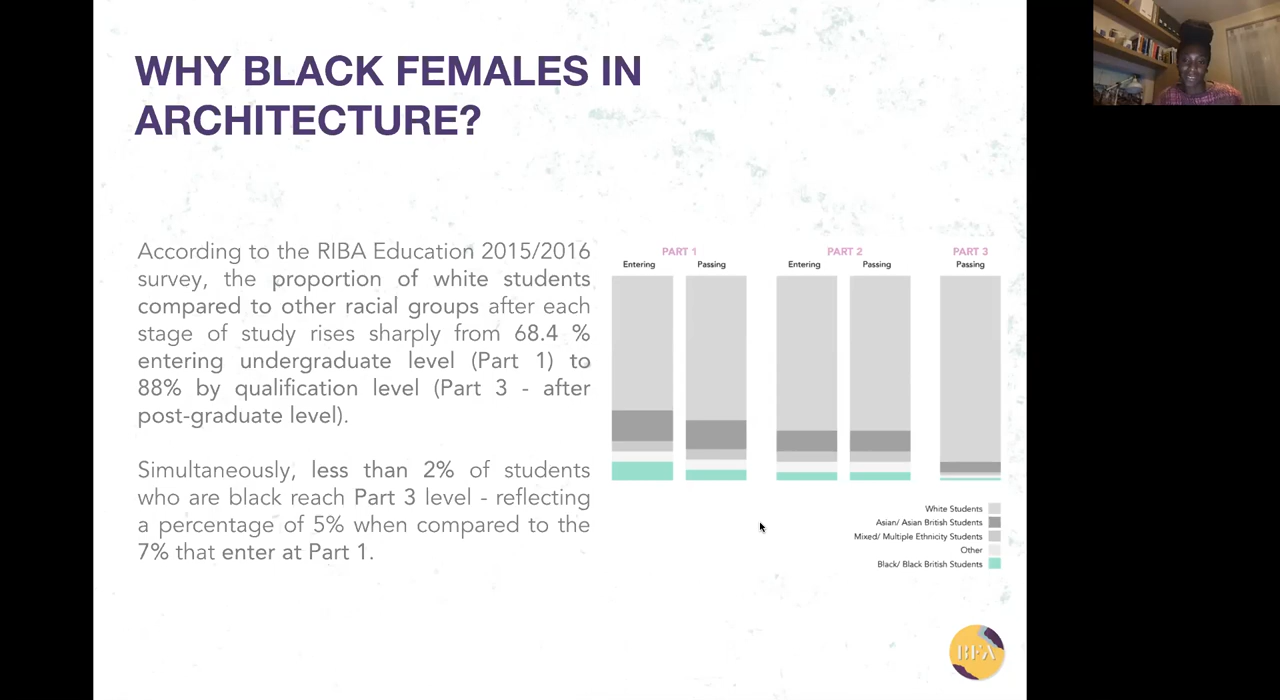 WHY BLACK FEMALES IN
ARCHITECTURE?
According to the RIBA Education 2015/2016
survey, the proportion of white students
compared to other racial groups after each
stage of study rises sharply from 68.4 %
entering undergraduate level (Part 1) to
88% by qualification level (Part 3 - after
post-graduate level).
Simultaneously, less than 2% of students
who are black reach Part 3 level - reflecting
a percentage of 5% when compared to the
7% that enter at Part 1.
PART 1
Entering
Passing
PART 2
Entering
Passing
PART 3
Passing
White Students
Asian/ Asian British Students
Mixed/ Multiple Ethnicity Students
Other
Black/ Black British Students
BFA